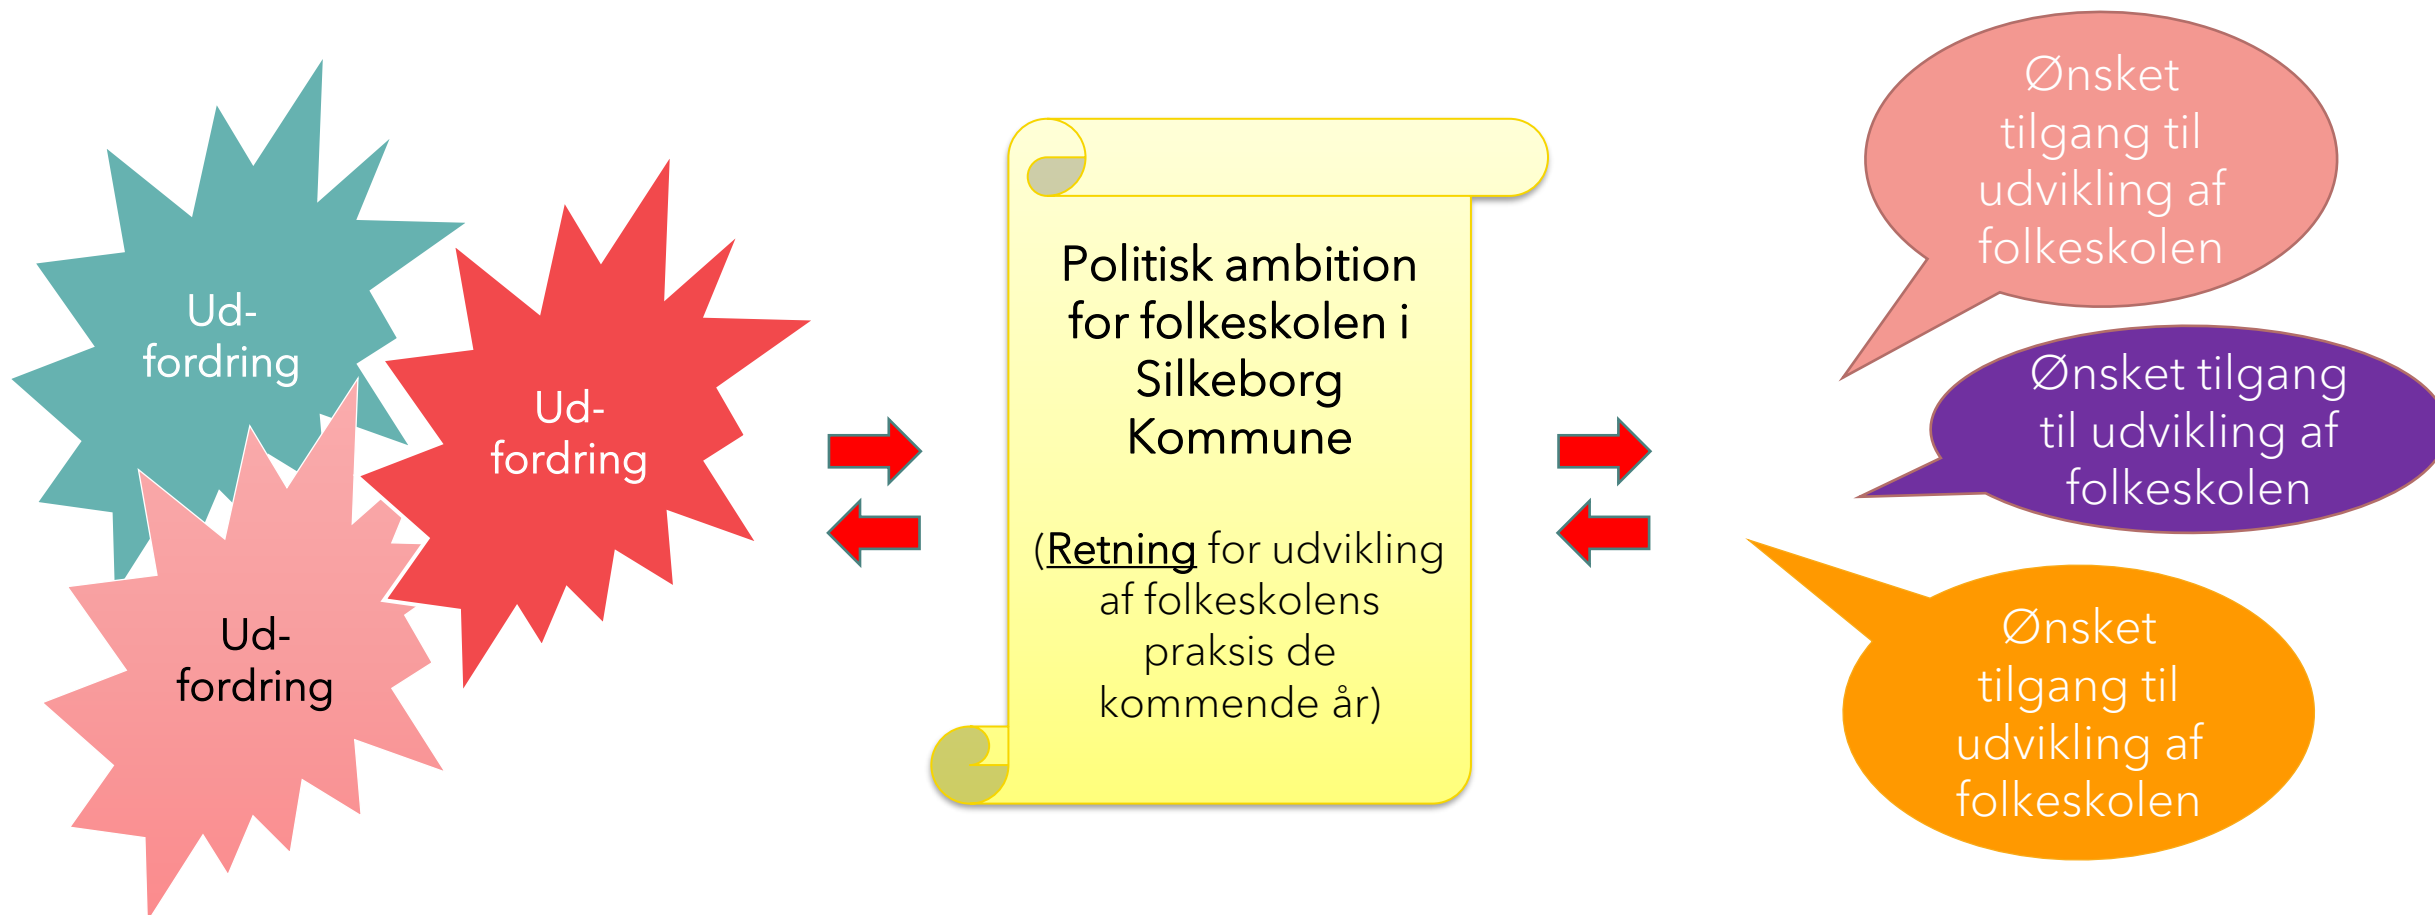 Ud-
fordring
Ud-
fordring
Ud-
fordring
Politisk ambition
for folkeskolen i
Silkeborg
Kommune
(Retning for udvikling
af folkeskolens
praksis de
kommende år)
Ønsket
tilgang til
udvikling af
folkeskolen
Ønsket tilgang
til udvikling af
folkeskolen
Ønsket
tilgang til
udvikling af
folkeskolen